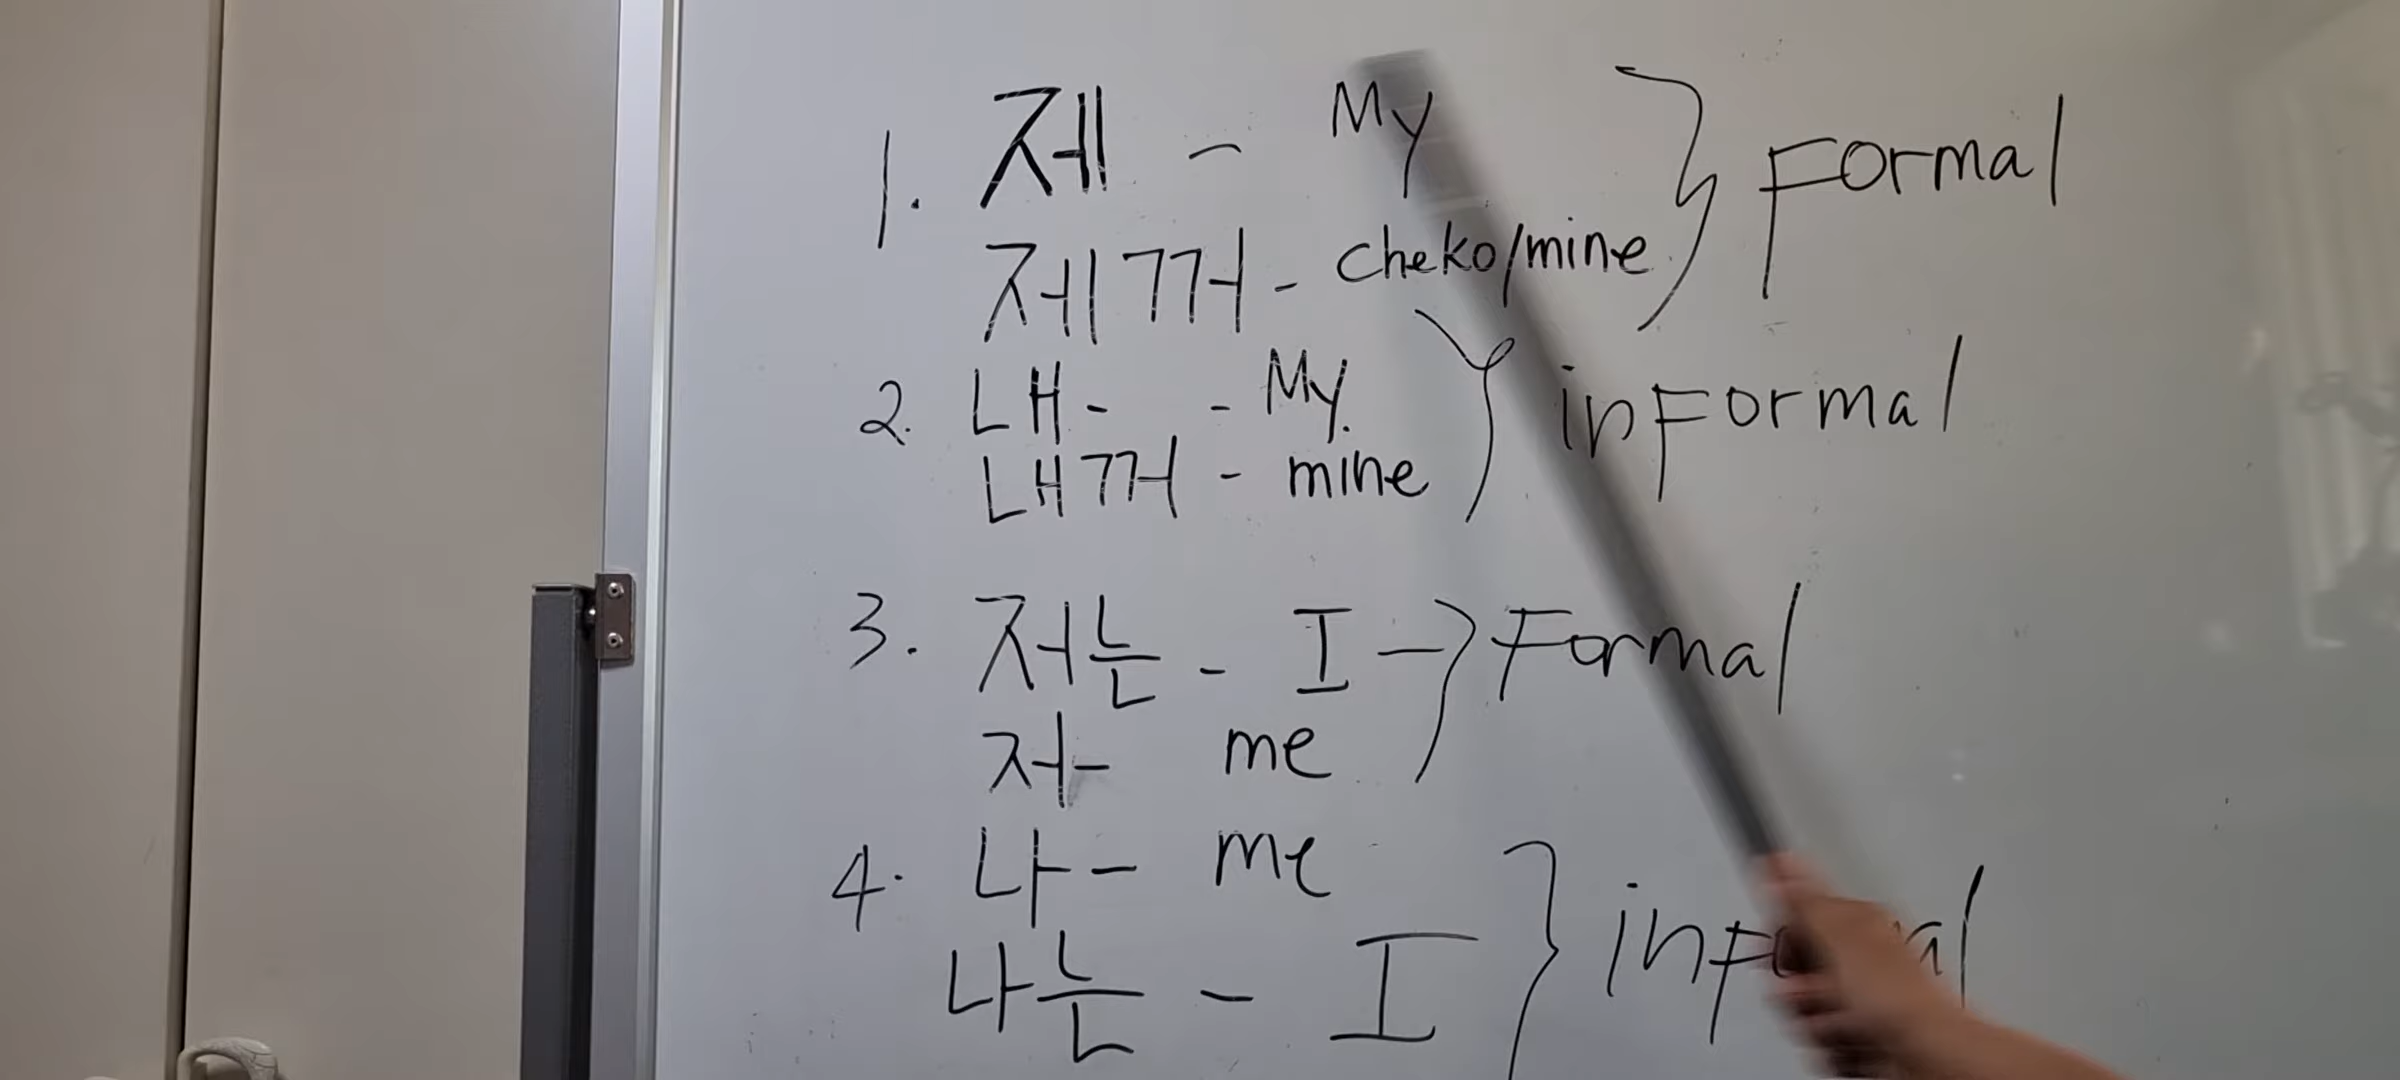 1. 제 - My } Formal
제꺼 - cheko/mine
2. 내 - - My. } inFormal
내꺼 - mine
3. 저는 - I → Formal
저 - me
4. 나 - me } 
나는 - I